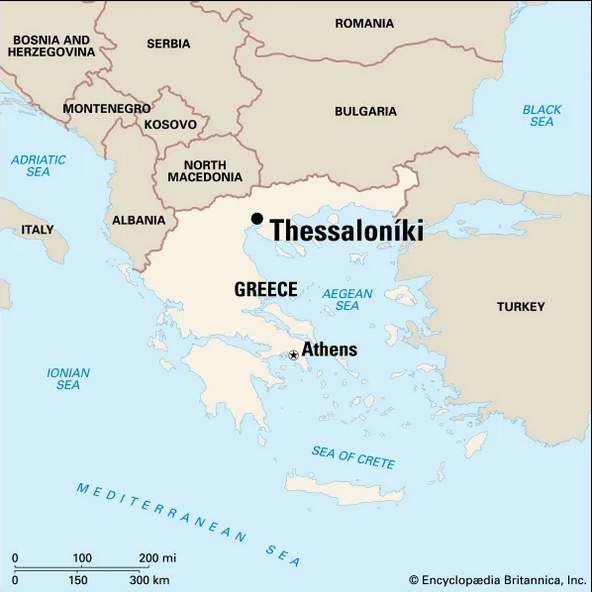 ROMANIA
BOSNIA AND
HERZEGOVINA
SERBIA
MONTENEGRO
KOSOVO
BULGARIA
BLACK
SEA
ADRIATIC
SEA
NORTH
MACEDONIA
ITALY
ALBANIA
Thessaloníki
GREECE
AEGEAN
SEA
TURKEY
Athens
IONIAN
SEA
SEA OF CRETE
MEDITERRANEAN SEA
0 100 200 mi
0 150 300 km
© Encyclopædia Britannica, Inc.